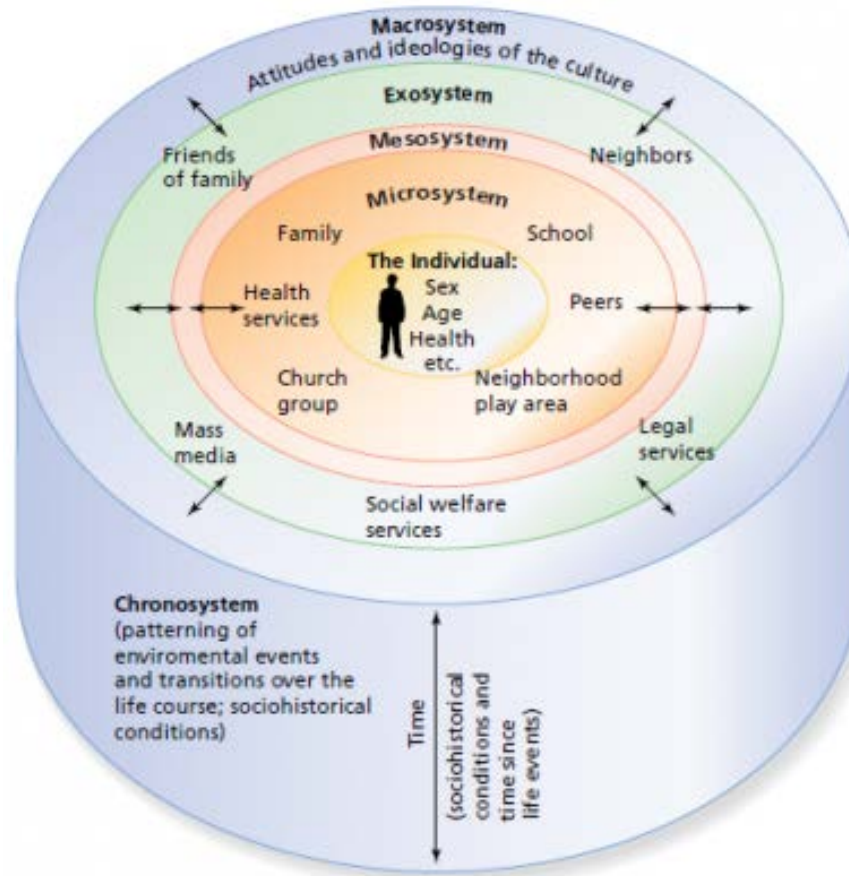 Macrosystem
Attitudes and ideologies of the culture
Exosystem
Mesosystem
Friends
of family
Neighbors
Microsystem
Family
School
The Individual:
Sex
Age
Health
etc.
Health
services
Peers
Church
group
Neighborhood
play area
Mass
media
Legal
services
Social welfare
services
Chronosystem
(patterning of
enviromental events
and transitions over the
life course; sociohistorical
conditions)
Time
(sociohistorical
conditions and
time since
life events)